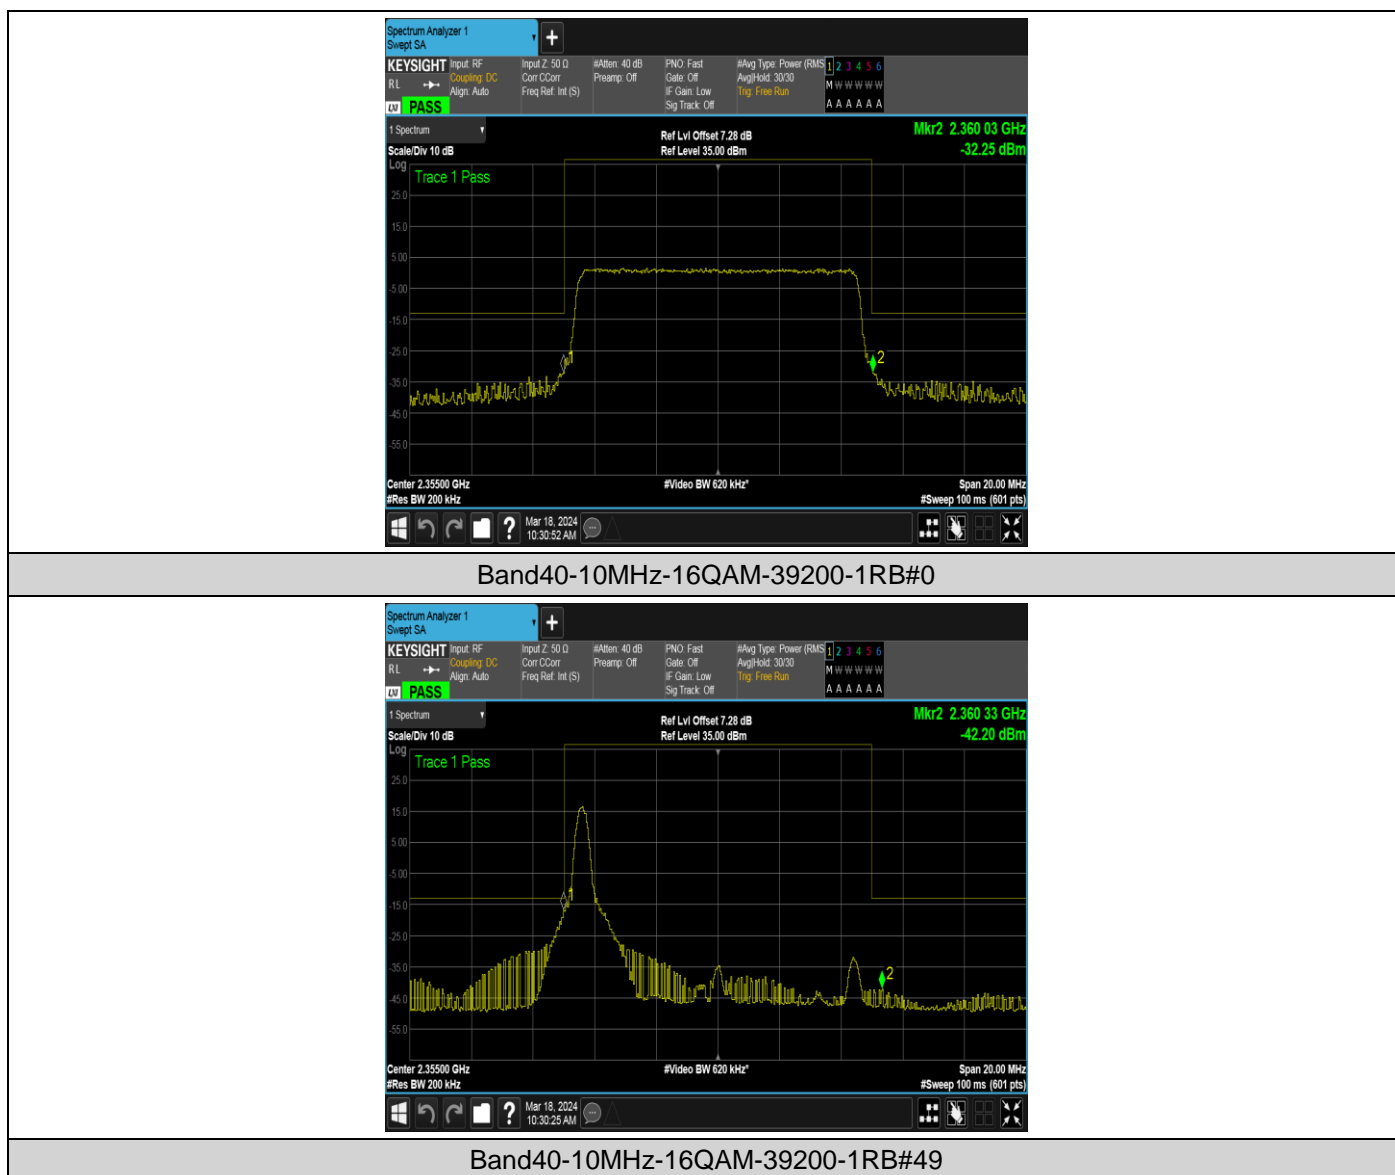 Spectrum Analyzer 1
Swept SA
+
KEYSIGHT Input: RF Input Z: 50 Ω #Atten: 40 dB PNO: Fast #Avg Type: Power (RMS 1 2 3 4 5 6
RL Coupling: DC Corr CCorr Preamp: Off Gate: Off Avg|Hold: 30/30 M W W W W W
Align: Auto Freq Ref: Int (S) IF Gain: Low Trig: Free Run
LXI PASS Sig Track: Off A A A A A A
1 Spectrum Ref Lvl Offset 7.28 dB Mkr2 2.360 03 GHz
Scale/Div 10 dB Ref Level 35.00 dBm -32.25 dBm
Log
Trace 1 Pass
25.0
15.0
5.00
-5.00
-15.0
-25.0
1 2
-35.0
-45.0
-55.0
Center 2.35500 GHz #Video BW 620 kHz* Span 20.00 MHz
#Res BW 200 kHz #Sweep 100 ms (601 pts)
? Mar 18, 2024
10:30:52 AM
Band40-10MHz-16QAM-39200-1RB#0
Spectrum Analyzer 1
Swept SA
+
KEYSIGHT Input: RF Input Z: 50 Ω #Atten: 40 dB PNO: Fast #Avg Type: Power (RMS 1 2 3 4 5 6
RL Coupling: DC Corr CCorr Preamp: Off Gate: Off Avg|Hold: 30/30 M W W W W W
Align: Auto Freq Ref: Int (S) IF Gain: Low Trig: Free Run
LXI PASS Sig Track: Off A A A A A A
1 Spectrum Ref Lvl Offset 7.28 dB Mkr2 2.360 33 GHz
Scale/Div 10 dB Ref Level 35.00 dBm -42.20 dBm
Log
Trace 1 Pass
25.0
15.0
5.00
-5.00
1
-15.0
-25.0
-35.0
2
-45.0
-55.0
Center 2.35500 GHz #Video BW 620 kHz* Span 20.00 MHz
#Res BW 200 kHz #Sweep 100 ms (601 pts)
? Mar 18, 2024
10:30:25 AM
Band40-10MHz-16QAM-39200-1RB#49